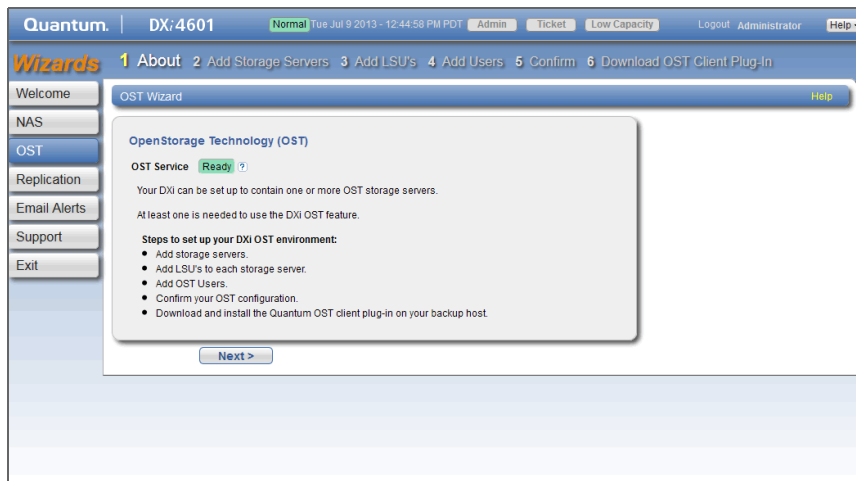 Quantum. DXi4601 Normal Tue Jul 9 2013 - 12:44:58 PM PDT Admin Ticket Low Capacity Logout Administrator Help
Wizards 1 About 2 Add Storage Servers 3 Add LSU's 4 Add Users 5 Confirm 6 Download OST Client Plug-In
Welcome
NAS
OST
Replication
Email Alerts
Support
Exit
OST Wizard Help
OpenStorage Technology (OST)
OST Service Ready ?
Your DXi can be set up to contain one or more OST storage servers.
At least one is needed to use the DXi OST feature.
Steps to set up your DXi OST environment:
• Add storage servers.
• Add LSU's to each storage server.
• Add OST Users.
• Confirm your OST configuration.
• Download and install the Quantum OST client plug-in on your backup host.
Next >